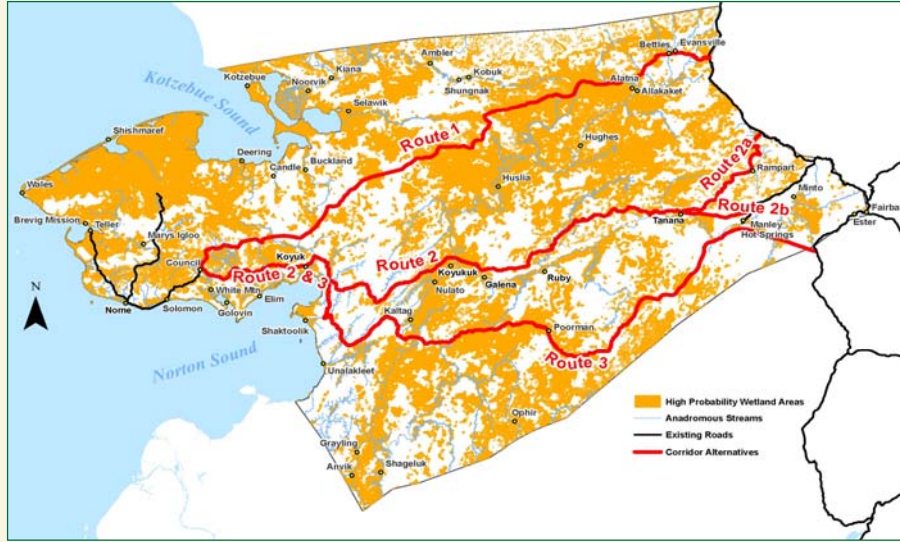 Bettles
Evansville
Ambler
Kobuk
Kiana
Kotzebue
Noorvik
Shungnak
Alatna
Allakaket
Selawik
Kotzebue Sound
Route 1
Shishmaref
Hughes
Deering
Candle
Buckland
Route2a
Rampart
Wales
Huslia
Minto
Brevig Mission
Teller
Route 2b
Fairba
Tanana
Ester
Manley
Hot Springs
Marys Igloo
Council
Koyuk
Route 2 & 3
Route 2
Koyukuk
Ruby
Galena
Nulato
White Mtn
N
Nome
Solomon
Golovin
Elim
Kaltag
Shaktoolik
Poorman
Norton Sound
Unalakleet
Route 3
High Probability Wetland Areas
Anadromous Streams
Ophir
Existing Roads
Grayling
Corridor Alternatives
Anvik
Shageluk